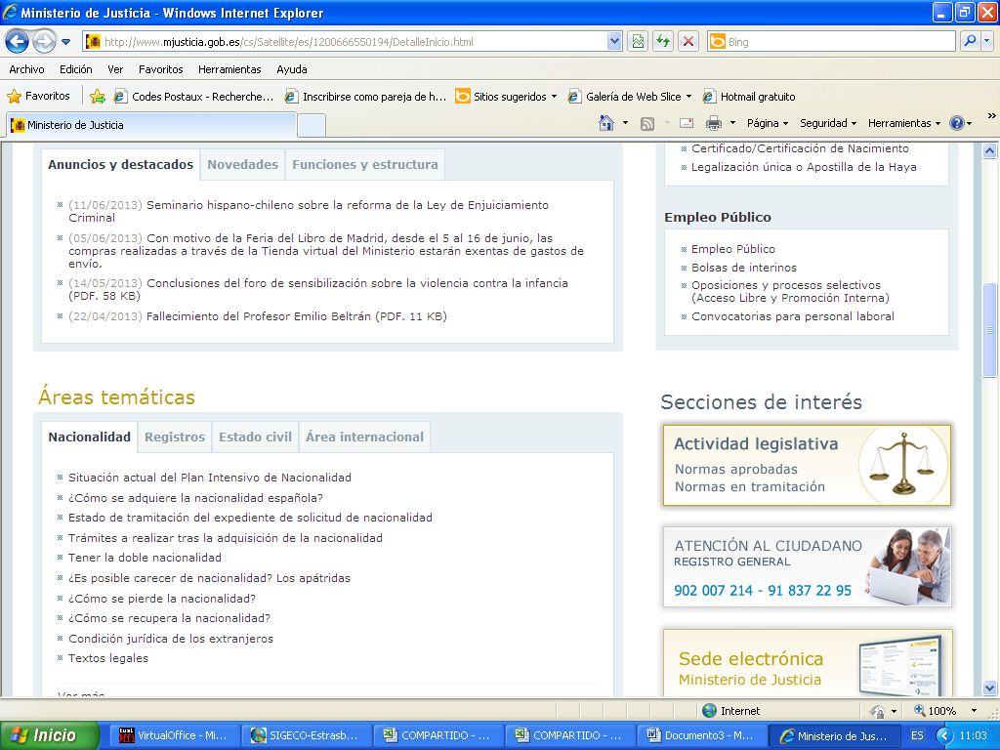 Ministerio de Justicia - Windows Internet Explorer
http://www.mjusticia.gob.es/cs/Satellite/es/1200666550194/DetalleInicio.html
Bing
Archivo Edición Ver Favoritos Herramientas Ayuda
Favoritos
Codes Postaux - Recherche...
Inscribirse como pareja de h...
Sitios sugeridos
Galería de Web Slice
Hotmail gratuito
Ministerio de Justicia
Página Seguridad Herramientas »
Anuncios y destacados Novedades Funciones y estructura
(11/06/2013) Seminario hispano-chileno sobre la reforma de la Ley de Enjuiciamiento
Criminal
(05/06/2013) Con motivo de la Feria del Libro de Madrid, desde el 5 al 16 de junio, las
compras realizadas a través de la Tienda virtual del Ministerio estarán exentas de gastos de
envío.
(14/05/2013) Conclusiones del foro de sensibilización sobre la violencia contra la infancia
(PDF. 58 KB)
(22/04/2013) Fallecimiento del Profesor Emilio Beltrán (PDF. 11 KB)
Certificado/Certificación de Nacimiento
Legalización única o Apostilla de la Haya
Empleo Público
Empleo Público
Bolsas de interinos
Oposiciones y procesos selectivos
(Acceso Libre y Promoción Interna)
Convocatorias para personal laboral
Áreas temáticas
Nacionalidad Registros Estado civil Área internacional
Situación actual del Plan Intensivo de Nacionalidad
¿Cómo se adquiere la nacionalidad española?
Estado de tramitación del expediente de solicitud de nacionalidad
Trámites a realizar tras la adquisición de la nacionalidad
Tener la doble nacionalidad
¿Es posible carecer de nacionalidad? Los apátridas
¿Cómo se pierde la nacionalidad?
¿Cómo se recupera la nacionalidad?
Condición jurídica de los extranjeros
Textos legales
Ver más
Secciones de interés
Actividad legislativa
Normas aprobadas
Normas en tramitación
ATENCIÓN AL CIUDADANO
REGISTRO GENERAL
902 007 214 - 91 837 22 95
Sede electrónica
Ministerio de Justicia
Internet
100%
Inicio
VirtualOffice - Mi...
SIGECO-Estrasb...
COMPARTIDO - ...
COMPARTIDO - ...
Documento3 - M...
Ministerio de Jus...
ES
11:03